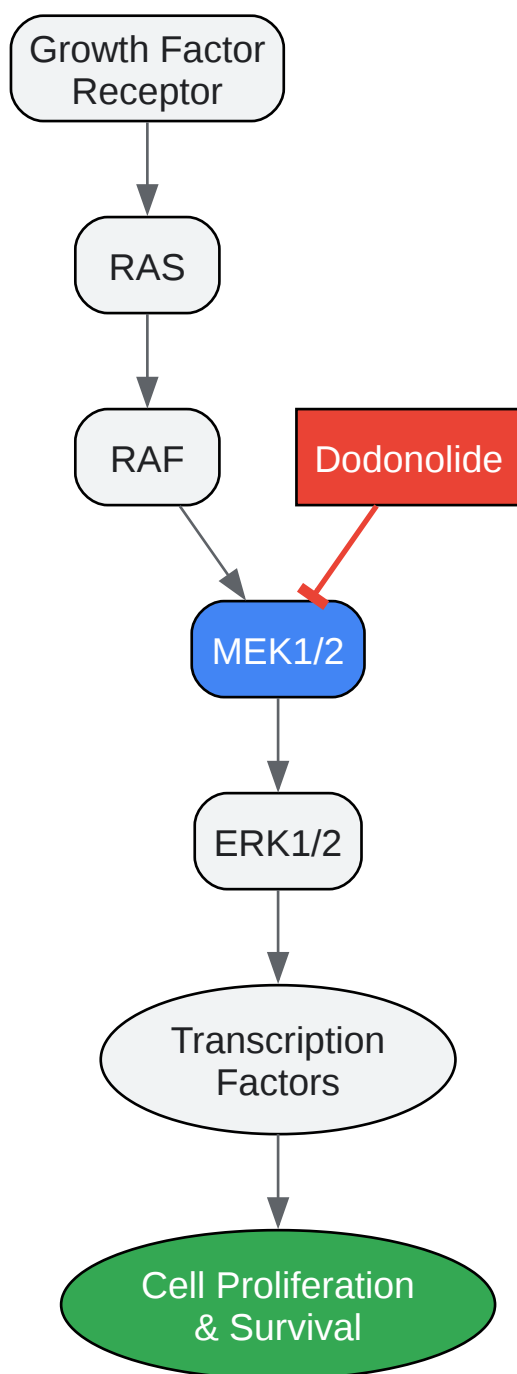 Growth Factor
Receptor
RAS
RAF
Dodonolide
MEK1/2
ERK1/2
Transcription
Factors
Cell Proliferation
& Survival